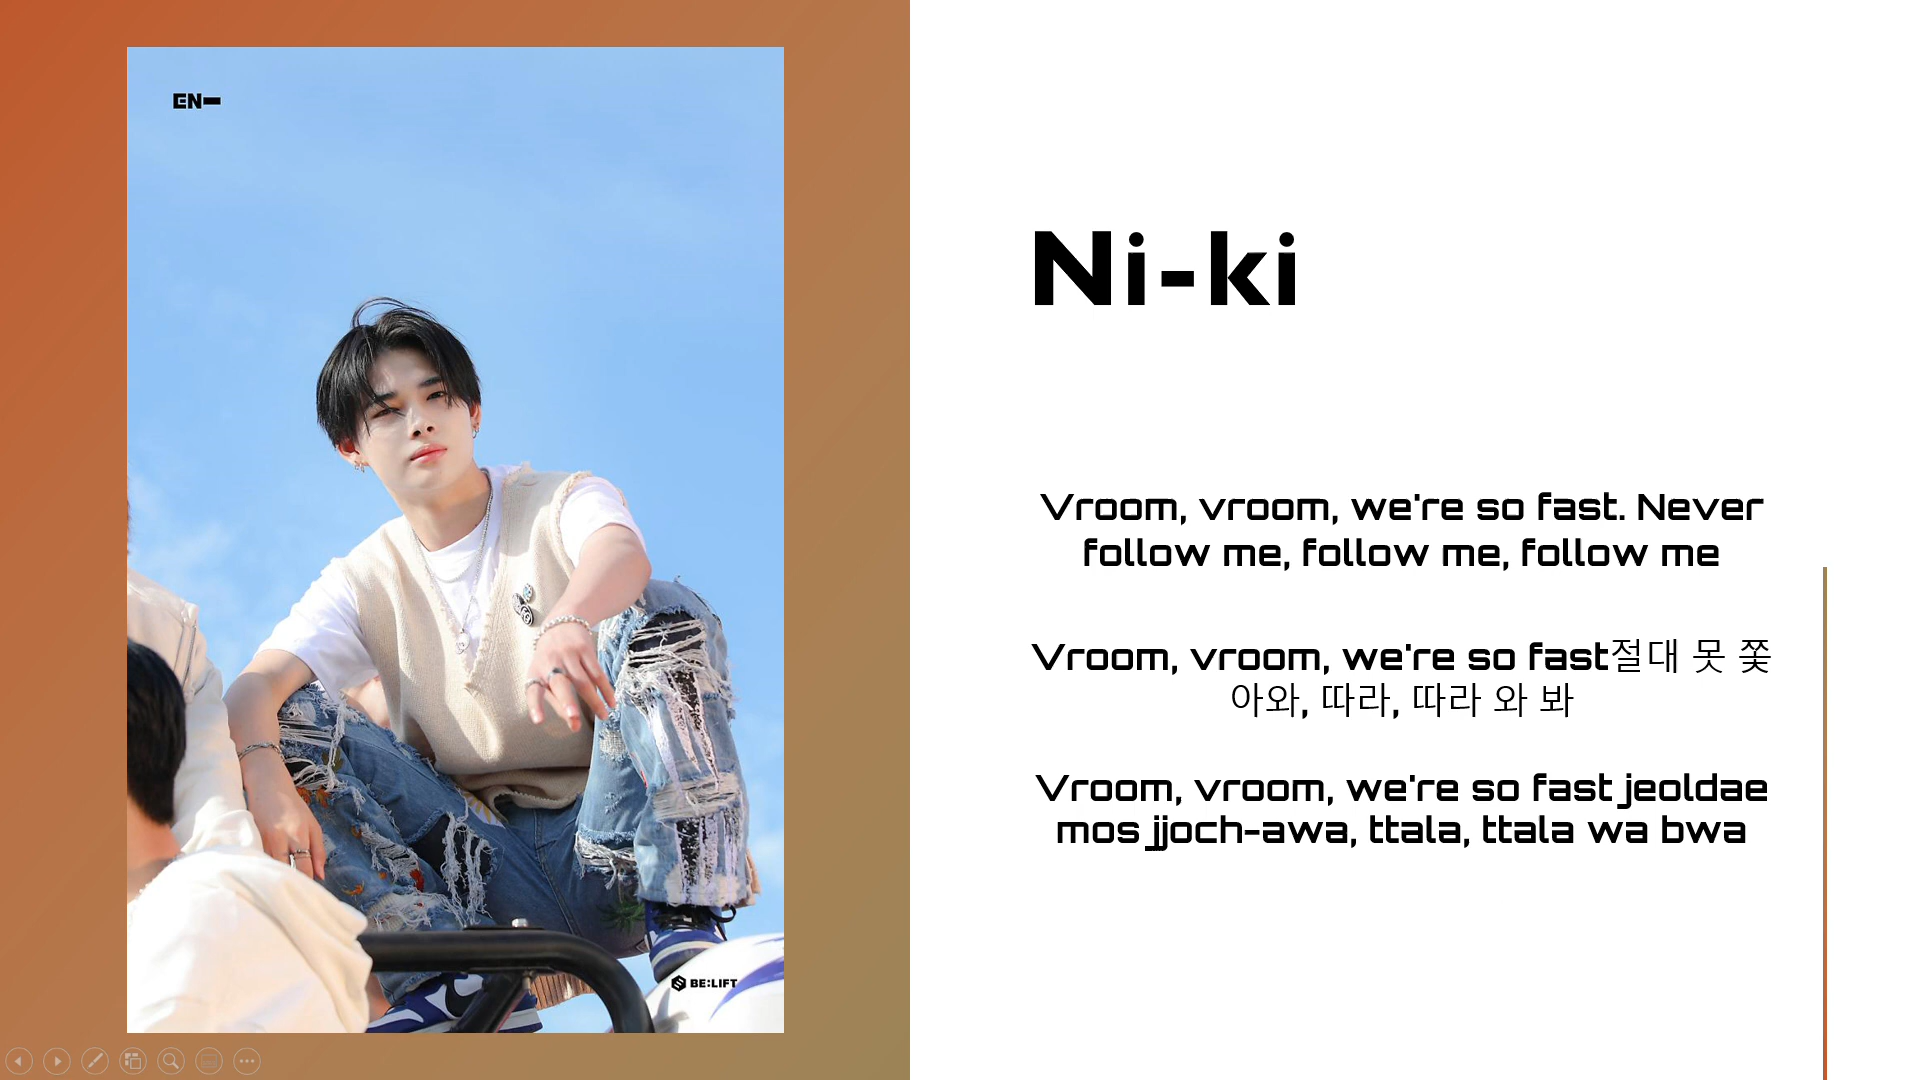 EN-
Ni-ki
Vroom, vroom, we're so fast. Never
follow me, follow me, follow me
Vroom, vroom, we're so fast절대 못 쫓
아와, 따라, 따라 와 봐
Vroom, vroom, we're so fast jeoldae
mos jjoch-awa, ttala, ttala wa bwa
BE:LIFT